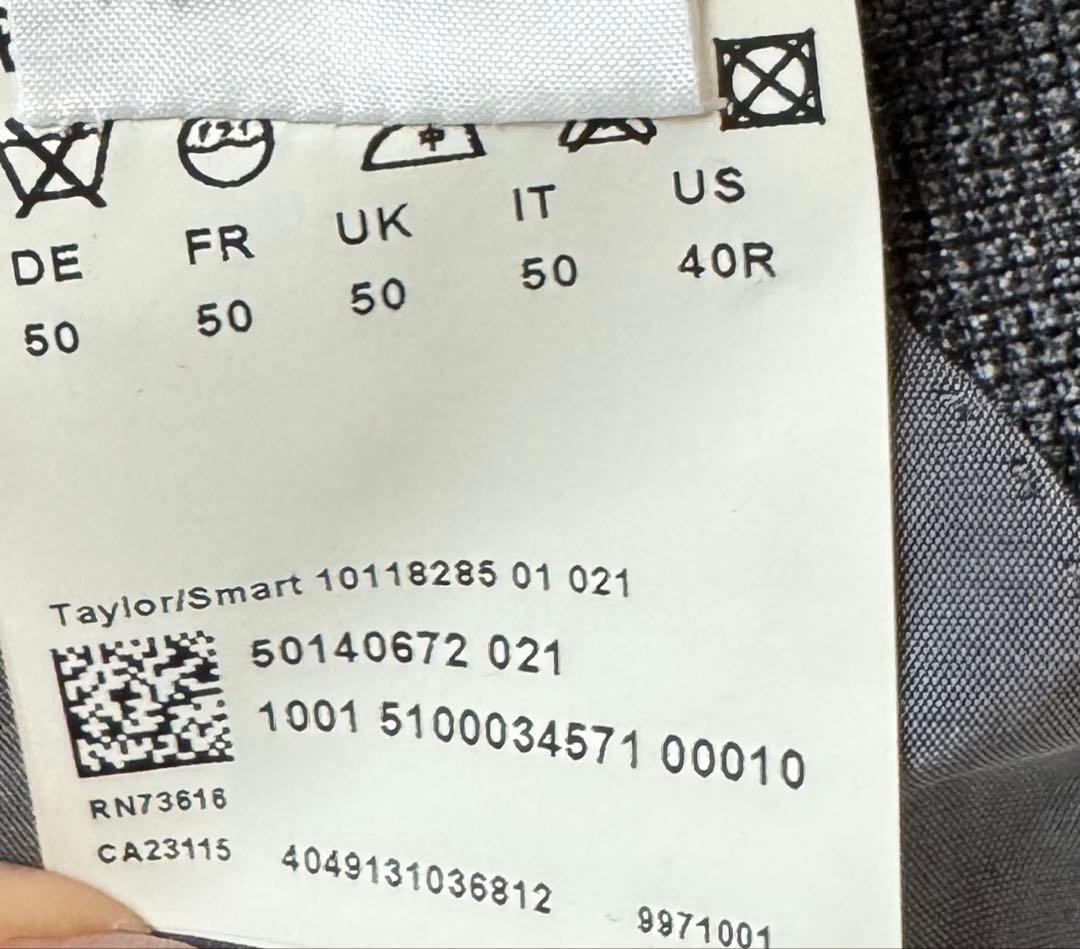 DE FR UK IT US
50 50 50 50 40R
Taylor/Smart 10118285 01 021
50140672 021
1001 5100034571 00010
RN73616
CA23115 4049131036812 9971001